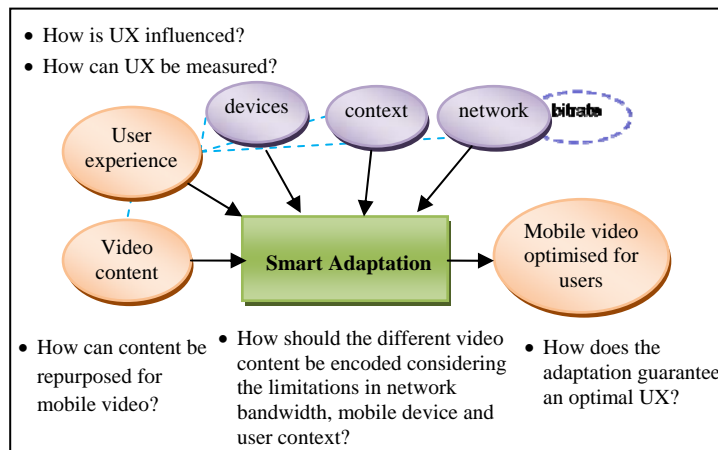 • How is UX influenced?
• How can UX be measured?
devices
context
network
bitrate
User
experience
Video
content
Smart Adaptation
Mobile video
optimised for
users
• How can content be
repurposed for
mobile video?
• How should the different video
content be encoded considering
the limitations in network
bandwidth, mobile device and
user context?
• How does the
adaptation guarantee
an optimal UX?